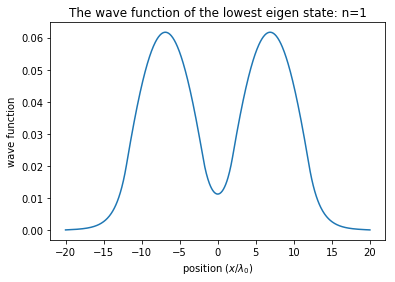 The wave function of the lowest eigen state: n=1
0.06
0.05
0.04
0.03
0.02
0.01
0.00
wave function
−20 −15 −10 −5 0 5 10 15 20
position (x/λ₀)